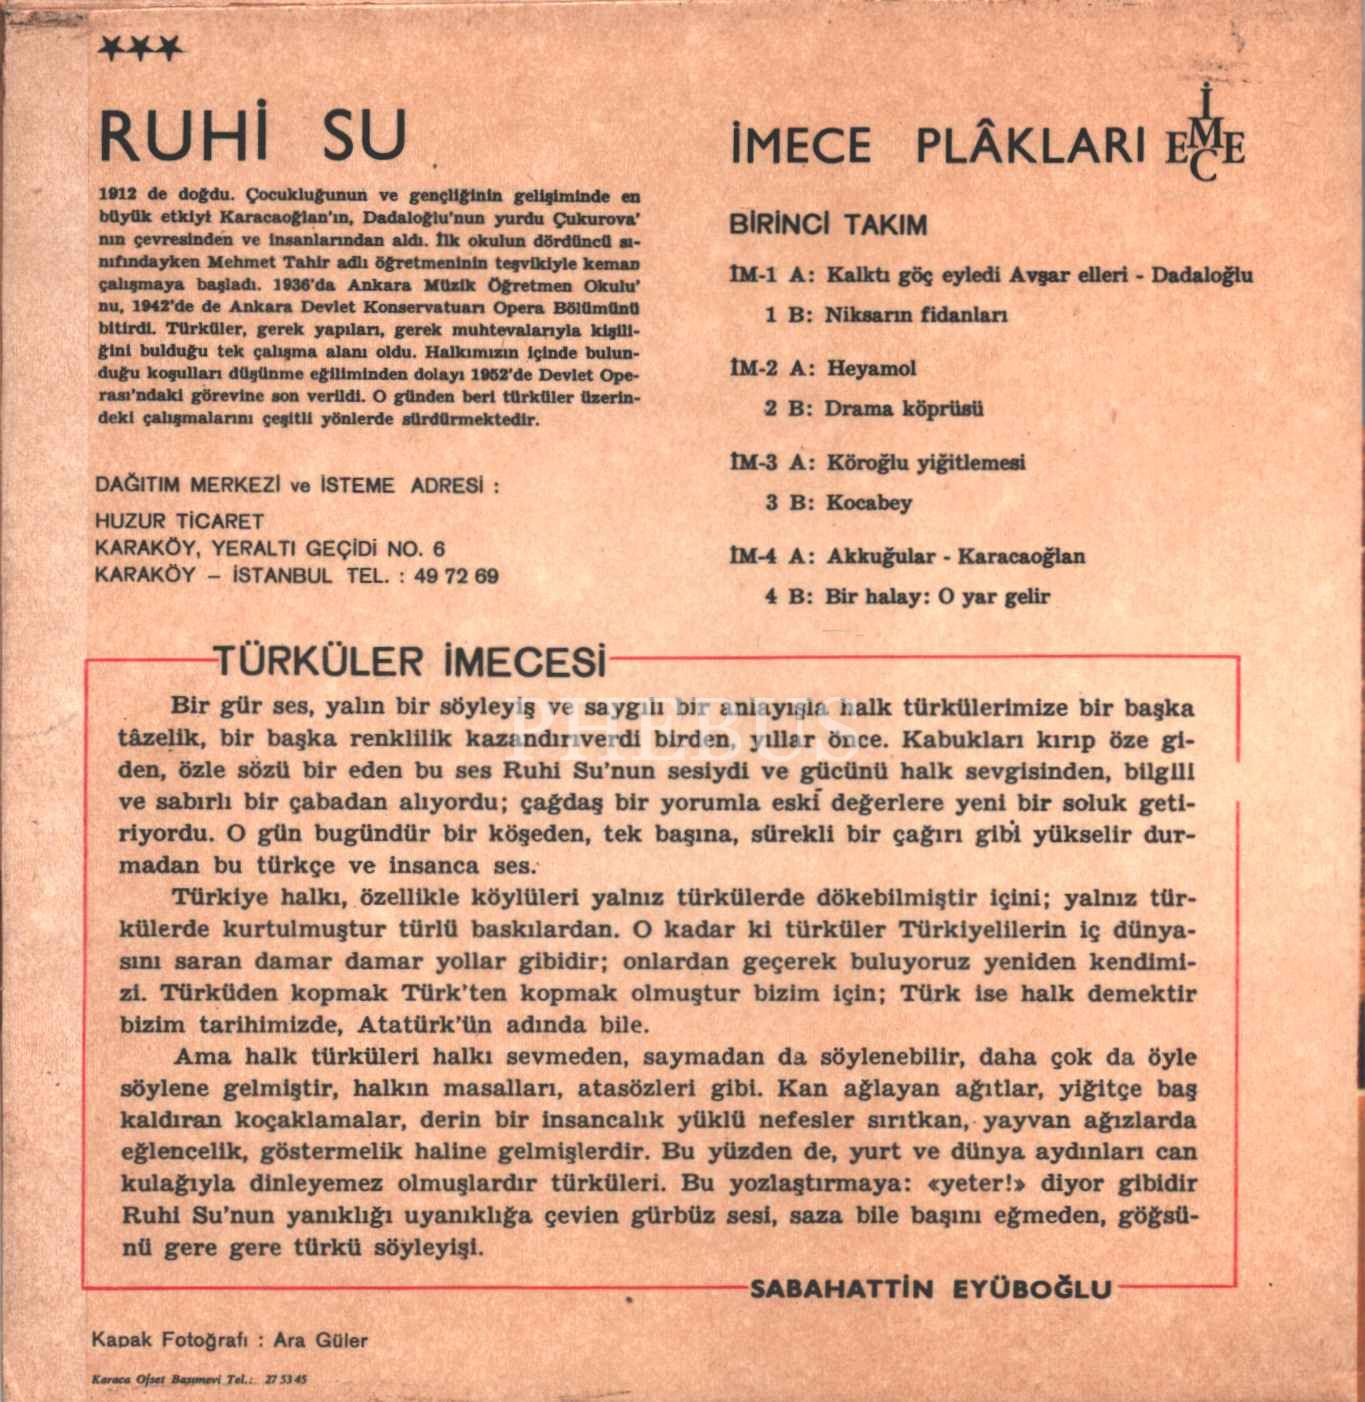 RUHİ SU
1912 de doğdu. Çocukluğunun ve gençliğinin gelişiminde en
büyük etkiyi Karacaoğlan'ın, Dadaloğlu'nun yurdu Çukurova'
nın çevresinden ve insanlarından aldı. İlk okulun dördüncü sı-
nıfındayken Mehmet Tahir adlı öğretmeninin teşvikiyle keman
çalışmaya başladı. 1936'da Ankara Müzik Öğretmen Okulu'
nu, 1942'de de Ankara Devlet Konservatuarı Opera Bölümünü
bitirdi. Türküler, gerek yapıları, gerek muhtevalarıyla kişili-
ğini bulduğu tek çalışma alanı oldu. Halkımızın içinde bulun-
duğu koşulları düşünme eğiliminden dolayı 1952'de Devlet Ope-
rası'ndaki görevine son verildi. O günden beri türküler üzerin-
deki çalışmalarını çeşitli yönlerde sürdürmektedir.
DAĞITIM MERKEZİ ve İSTEME ADRESİ :
HUZUR TİCARET
KARAKÖY, YERALTI GEÇİDİ NO. 6
KARAKÖY – İSTANBUL TEL. : 49 72 69
İMECE PLÂKLARI İMECE
BİRİNCİ TAKIM
İM-1 A: Kalktı göç eyledi Avşar elleri - Dadaloğlu
1 B: Niksarın fidanları
İM-2 A: Heyamol
2 B: Drama köprüsü
İM-3 A: Köroğlu yiğitlemesi
3 B: Kocabey
İM-4 A: Akkuğular - Karacaoğlan
4 B: Bir halay: O yar gelir
TÜRKÜLER İMECESİ
Bir gür ses, yalın bir söyleyiş ve saygılı bir anlayışla halk türkülerimize bir başka
tâzelik, bir başka renklilik kazandırıverdi birden, yıllar önce. Kabukları kırıp öze gi-
den, özle sözü bir eden bu ses Ruhi Su'nun sesiydi ve gücünü halk sevgisinden, bilgili
ve sabırlı bir çabadan alıyordu; çağdaş bir yorumla eski değerlere yeni bir soluk geti-
riyordu. O gün bugündür bir köşeden, tek başına, sürekli bir çağırı gibi yükselir dur-
madan bu türkçe ve insanca ses.
Türkiye halkı, özellikle köylüleri yalnız türkülerde dökebilmiştir içini; yalnız tür-
külerde kurtulmuştur türlü baskılardan. O kadar ki türküler Türkiyelilerin iç dünya-
sını saran damar damar yollar gibidir; onlardan geçerek buluyoruz yeniden kendimi-
zi. Türküden kopmak Türk'ten kopmak olmuştur bizim için; Türk ise halk demektir
bizim tarihimizde, Atatürk'ün adında bile.
Ama halk türküleri halkı sevmeden, saymadan da söylenebilir, daha çok da öyle
söylene gelmiştir, halkın masalları, atasözleri gibi. Kan ağlayan ağıtlar, yiğitçe baş
kaldıran koçaklamalar, derin bir insancalık yüklü nefesler sırıtkan, yayvan ağızlarda
eğlencelik, göstermelik haline gelmişlerdir. Bu yüzden de, yurt ve dünya aydınları can
kulağıyla dinleyemez olmuşlardır türküleri. Bu yozlaştırmaya: «yeter!» diyor gibidir
Ruhi Su'nun yanıklığı uyanıklığa çevien gürbüz sesi, saza bile başını eğmeden, göğsü-
nü gere gere türkü söyleyişi.
SABAHATTİN EYÜBOĞLU
Kapak Fotoğrafı : Ara Güler
Karaca Ofset Basımevi Tel.: 27 53 45